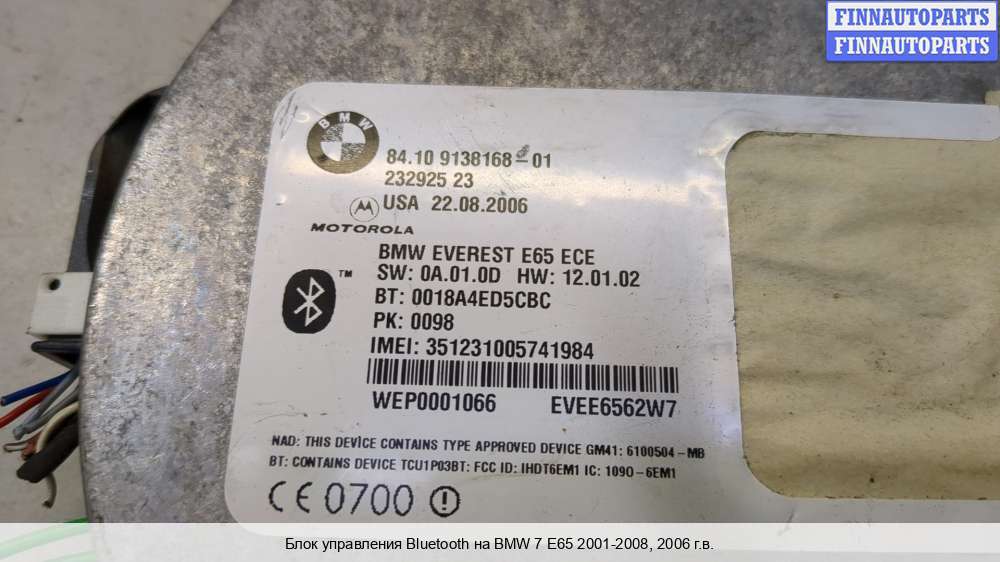 FINNAUTOPARTS
FINNAUTOPARTS
BMW
84.10 9138168-01
232925 23
USA 22.08.2006
MOTOROLA
BMW EVEREST E65 ECE
SW: 0A.01.0D HW: 12.01.02
TM
BT: 0018A4ED5CBC
PK: 0098
IMEI: 351231005741984
WEP0001066 EVEE6562W7
NAD: THIS DEVICE CONTAINS TYPE APPROVED DEVICE GM41: 6100504-MB
BT: CONTAINS DEVICE TCU1P03BT: FCC ID: IHDT6EM1 IC: 1090-6EM1
CE 0700
Блок управления Bluetooth на BMW 7 E65 2001-2008, 2006 г.в.